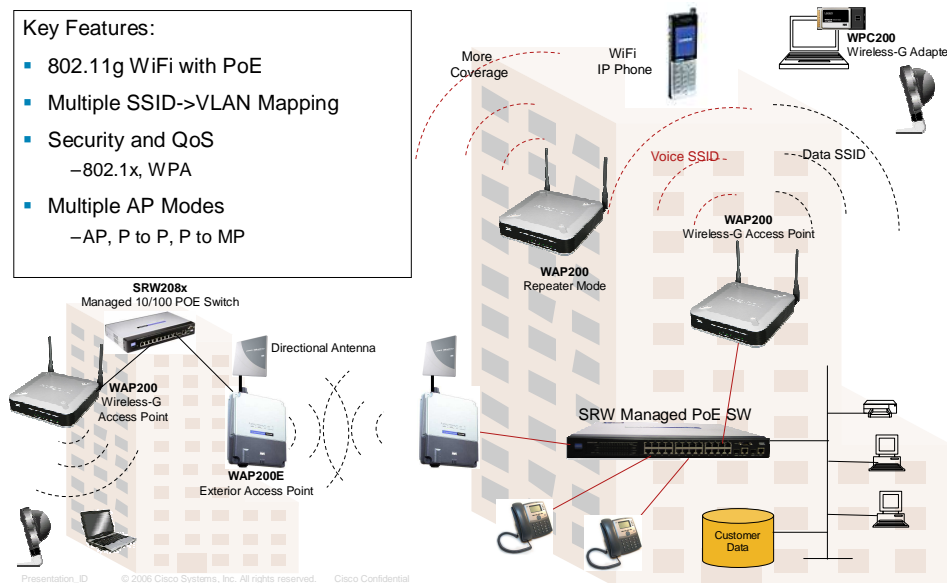 Key Features:
▪ 802.11g WiFi with PoE
▪ Multiple SSID->VLAN Mapping
▪ Security and QoS
–802.1x, WPA
▪ Multiple AP Modes
–AP, P to P, P to MP
More
Coverage
WiFi
IP Phone
WPC200
Wireless-G Adapte
Voice SSID
Data SSID
WAP200
Wireless-G Access Point
WAP200
Repeater Mode
SRW208x
Managed 10/100 POE Switch
Directional Antenna
WAP200
Wireless-G
Access Point
WAP200E
Exterior Access Point
SRW Managed PoE SW
Customer
Data
Presentation_ID © 2006 Cisco Systems, Inc. All rights reserved. Cisco Confidential